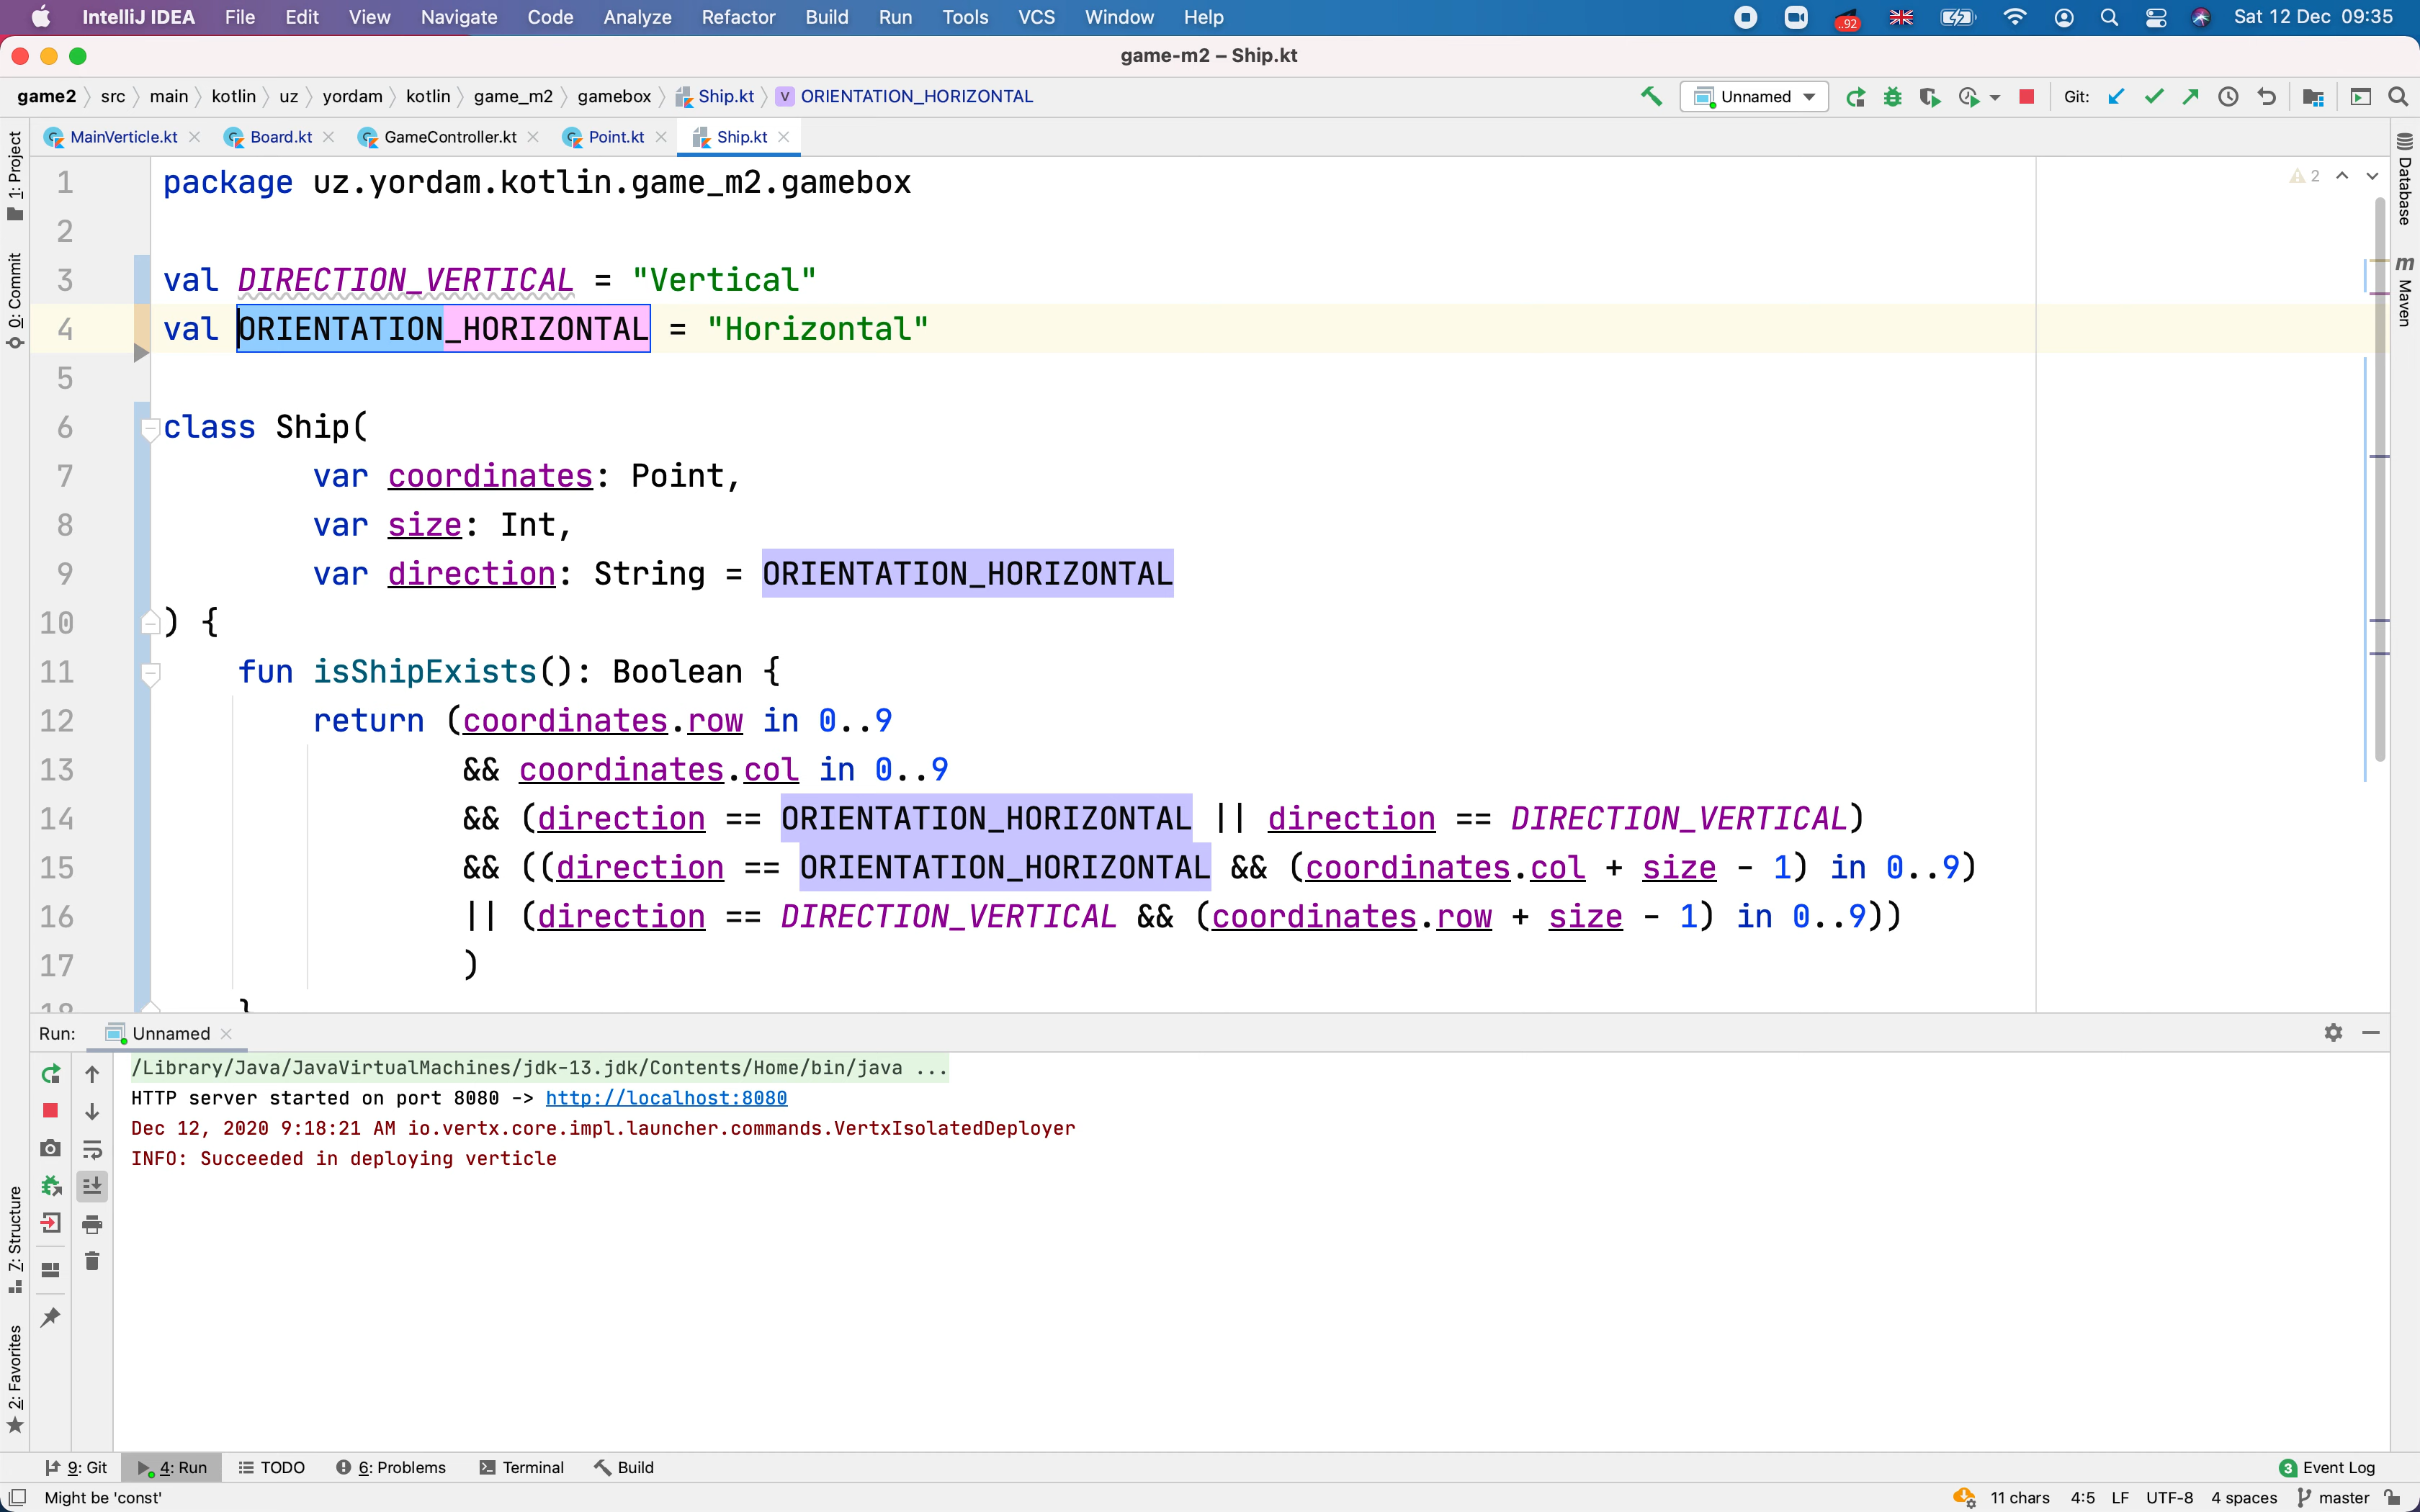 IntelliJ IDEA File Edit View Navigate Code Analyze Refactor Build Run Tools VCS Window Help ..92 Sat 12 Dec 09:35
game-m2 – Ship.kt
game2 src main kotlin uz yordam kotlin game_m2 gamebox Ship.kt V ORIENTATION_HORIZONTAL Unnamed Git:
MainVerticle.kt Board.kt GameController.kt Point.kt Ship.kt
1: Project
0: Commit
7: Structure
2: Favorites
Database
m Maven
2
1 package uz.yordam.kotlin.game_m2.gamebox
2
3 val DIRECTION_VERTICAL = "Vertical"
4 val ORIENTATION_HORIZONTAL = "Horizontal"
5
6 class Ship(
7 var coordinates: Point,
8 var size: Int,
9 var direction: String = ORIENTATION_HORIZONTAL
10 ) {
11 fun isShipExists(): Boolean {
12 return (coordinates.row in 0..9
13 && coordinates.col in 0..9
14 && (direction == ORIENTATION_HORIZONTAL || direction == DIRECTION_VERTICAL)
15 && ((direction == ORIENTATION_HORIZONTAL && (coordinates.col + size - 1) in 0..9)
16 || (direction == DIRECTION_VERTICAL && (coordinates.row + size - 1) in 0..9))
17 )
18 }
Run: Unnamed
/Library/Java/JavaVirtualMachines/jdk-13.jdk/Contents/Home/bin/java ...
HTTP server started on port 8080 -> http://localhost:8080
Dec 12, 2020 9:18:21 AM io.vertx.core.impl.launcher.commands.VertxIsolatedDeployer
INFO: Succeeded in deploying verticle
9: Git 4: Run TODO 6: Problems Terminal Build 3 Event Log
Might be 'const' 11 chars 4:5 LF UTF-8 4 spaces master